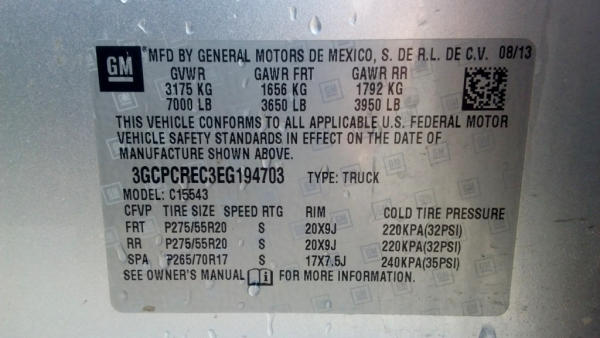 GM MFD BY GENERAL MOTORS DE MEXICO, S. DE R.L. DE C.V. 08/13
GVWR GAWR FRT GAWR RR
3175 KG 1656 KG 1792 KG
7000 LB 3650 LB 3950 LB
THIS VEHICLE CONFORMS TO ALL APPLICABLE U.S. FEDERAL MOTOR
VEHICLE SAFETY STANDARDS IN EFFECT ON THE DATE OF
MANUFACTURE SHOWN ABOVE.
3GCPCREC3EG194703 TYPE: TRUCK
MODEL: C15543
CFVP TIRE SIZE SPEED RTG RIM COLD TIRE PRESSURE
FRT P275/55R20 S 20X9J 220KPA(32PSI)
RR P275/55R20 S 20X9J 220KPA(32PSI)
SPA P265/70R17 S 17X7.5J 240KPA(35PSI)
SEE OWNER'S MANUAL FOR MORE INFORMATION.